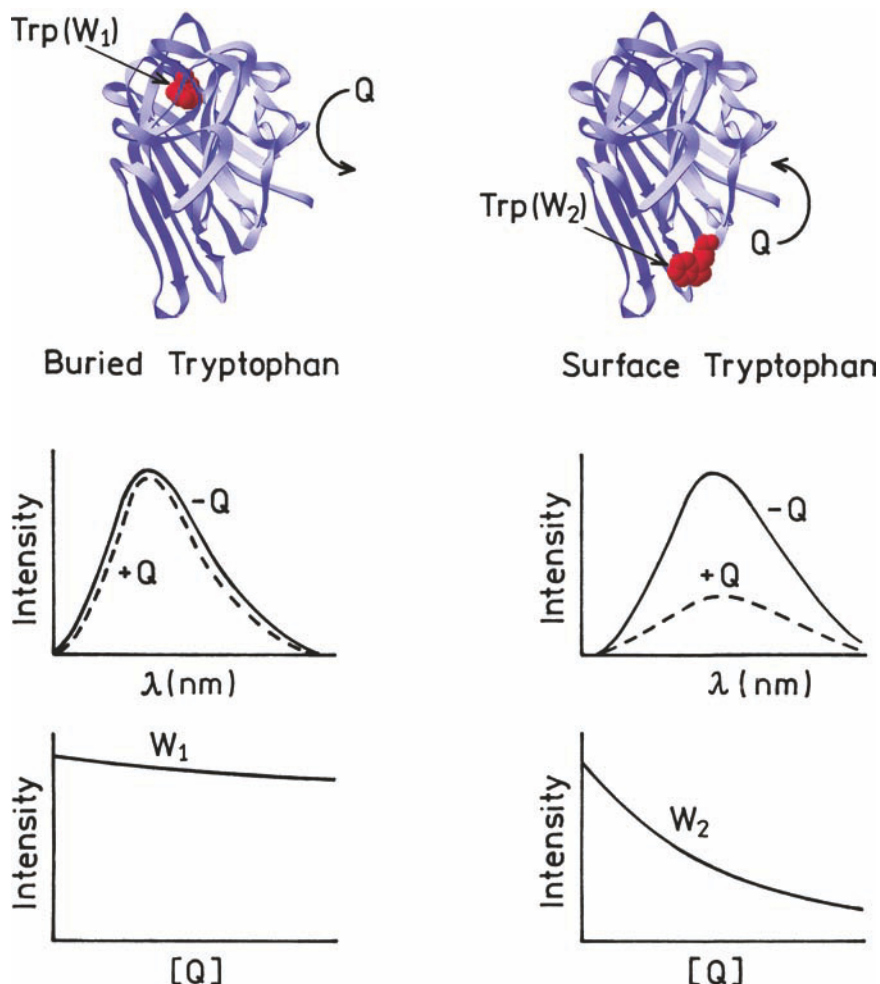 Trp(W₁)
Q
Trp(W₂)
Q
Buried Tryptophan
Surface Tryptophan
Intensity
-Q
+Q
λ(nm)
Intensity
-Q
+Q
λ(nm)
Intensity
W₁
[Q]
Intensity
W₂
[Q]